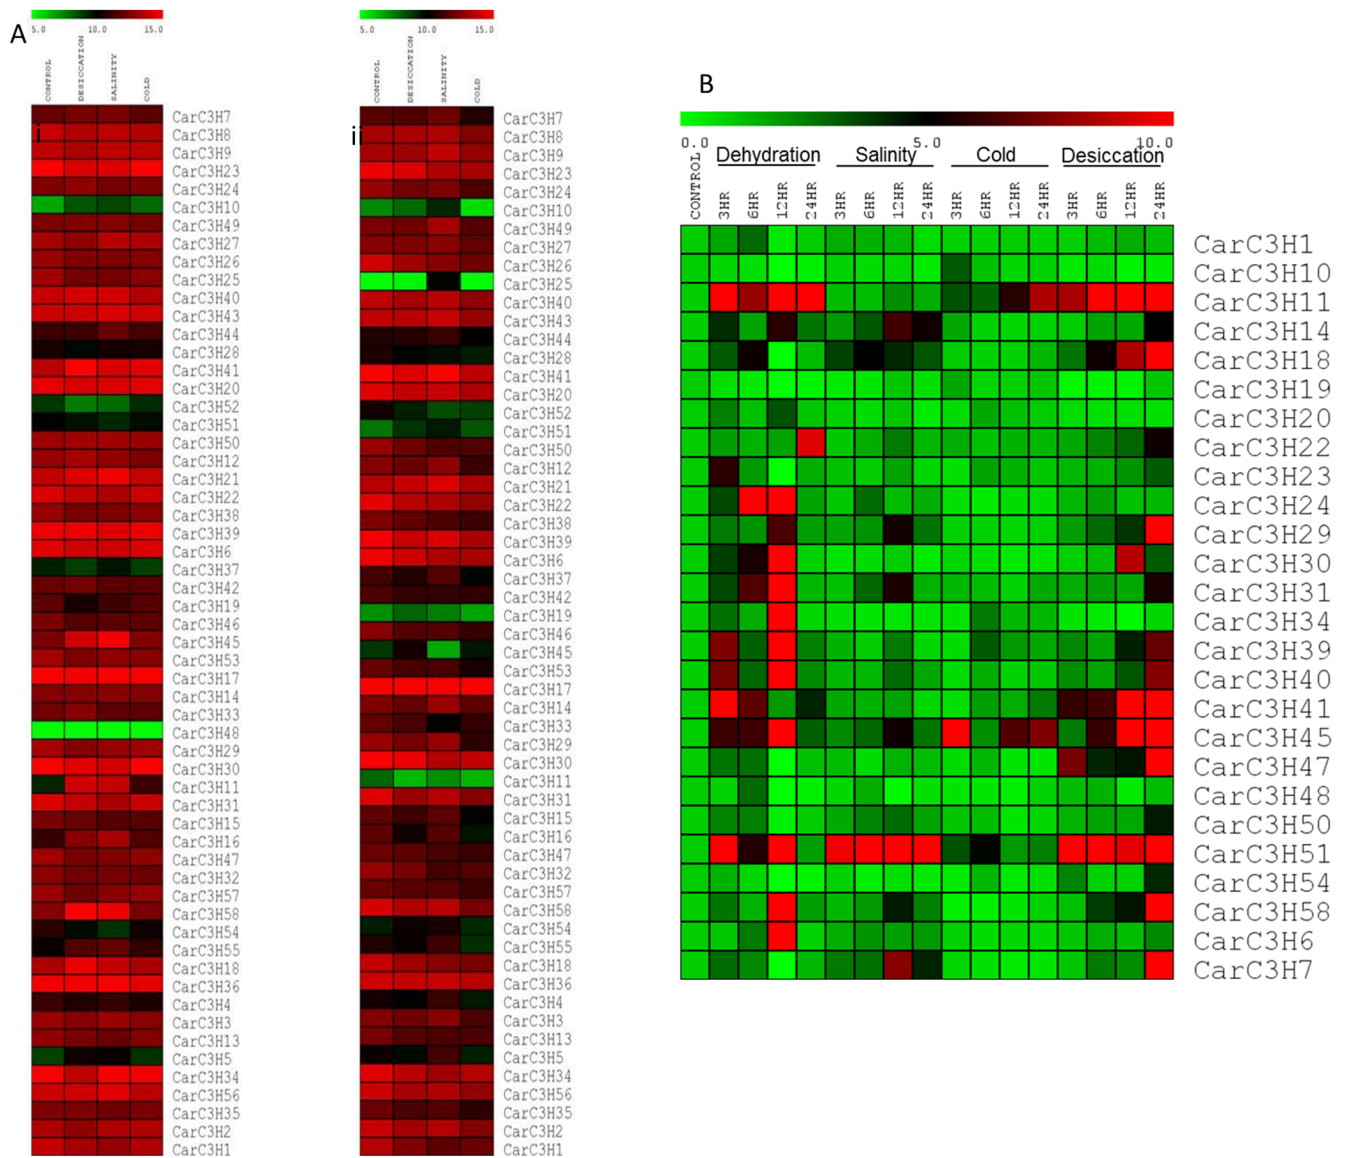 A
5.0 10.0 15.0
CONTROL DESICCATION SALINITY COLD
i
CarC3H7
CarC3H8
CarC3H9
CarC3H23
CarC3H24
CarC3H10
CarC3H49
CarC3H27
CarC3H26
CarC3H25
CarC3H40
CarC3H43
CarC3H44
CarC3H28
CarC3H41
CarC3H20
CarC3H52
CarC3H51
CarC3H50
CarC3H12
CarC3H21
CarC3H22
CarC3H38
CarC3H39
CarC3H6
CarC3H37
CarC3H42
CarC3H19
CarC3H46
CarC3H45
CarC3H53
CarC3H17
CarC3H14
CarC3H33
CarC3H48
CarC3H29
CarC3H30
CarC3H11
CarC3H31
CarC3H15
CarC3H16
CarC3H47
CarC3H32
CarC3H57
CarC3H58
CarC3H54
CarC3H55
CarC3H18
CarC3H36
CarC3H4
CarC3H3
CarC3H13
CarC3H5
CarC3H34
CarC3H56
CarC3H35
CarC3H2
CarC3H1
5.0 10.0 15.0
CONTROL DESICCATION SALINITY COLD
ii
CarC3H7
CarC3H8
CarC3H9
CarC3H23
CarC3H24
CarC3H10
CarC3H49
CarC3H27
CarC3H26
CarC3H25
CarC3H40
CarC3H43
CarC3H44
CarC3H28
CarC3H41
CarC3H20
CarC3H52
CarC3H51
CarC3H50
CarC3H12
CarC3H21
CarC3H22
CarC3H38
CarC3H39
CarC3H6
CarC3H37
CarC3H42
CarC3H19
CarC3H46
CarC3H45
CarC3H53
CarC3H17
CarC3H14
CarC3H33
CarC3H29
CarC3H30
CarC3H11
CarC3H31
CarC3H15
CarC3H16
CarC3H47
CarC3H32
CarC3H57
CarC3H58
CarC3H54
CarC3H55
CarC3H18
CarC3H36
CarC3H4
CarC3H3
CarC3H13
CarC3H5
CarC3H34
CarC3H56
CarC3H35
CarC3H2
CarC3H1
B
0.0 5.0 10.0
Dehydration Salinity Cold Desiccation
CONTROL 3HR 6HR 12HR 24HR 3HR 6HR 12HR 24HR 3HR 6HR 12HR 24HR 3HR 6HR 12HR 24HR
CarC3H1
CarC3H10
CarC3H11
CarC3H14
CarC3H18
CarC3H19
CarC3H20
CarC3H22
CarC3H23
CarC3H24
CarC3H29
CarC3H30
CarC3H31
CarC3H34
CarC3H39
CarC3H40
CarC3H41
CarC3H45
CarC3H47
CarC3H48
CarC3H50
CarC3H51
CarC3H54
CarC3H58
CarC3H6
CarC3H7